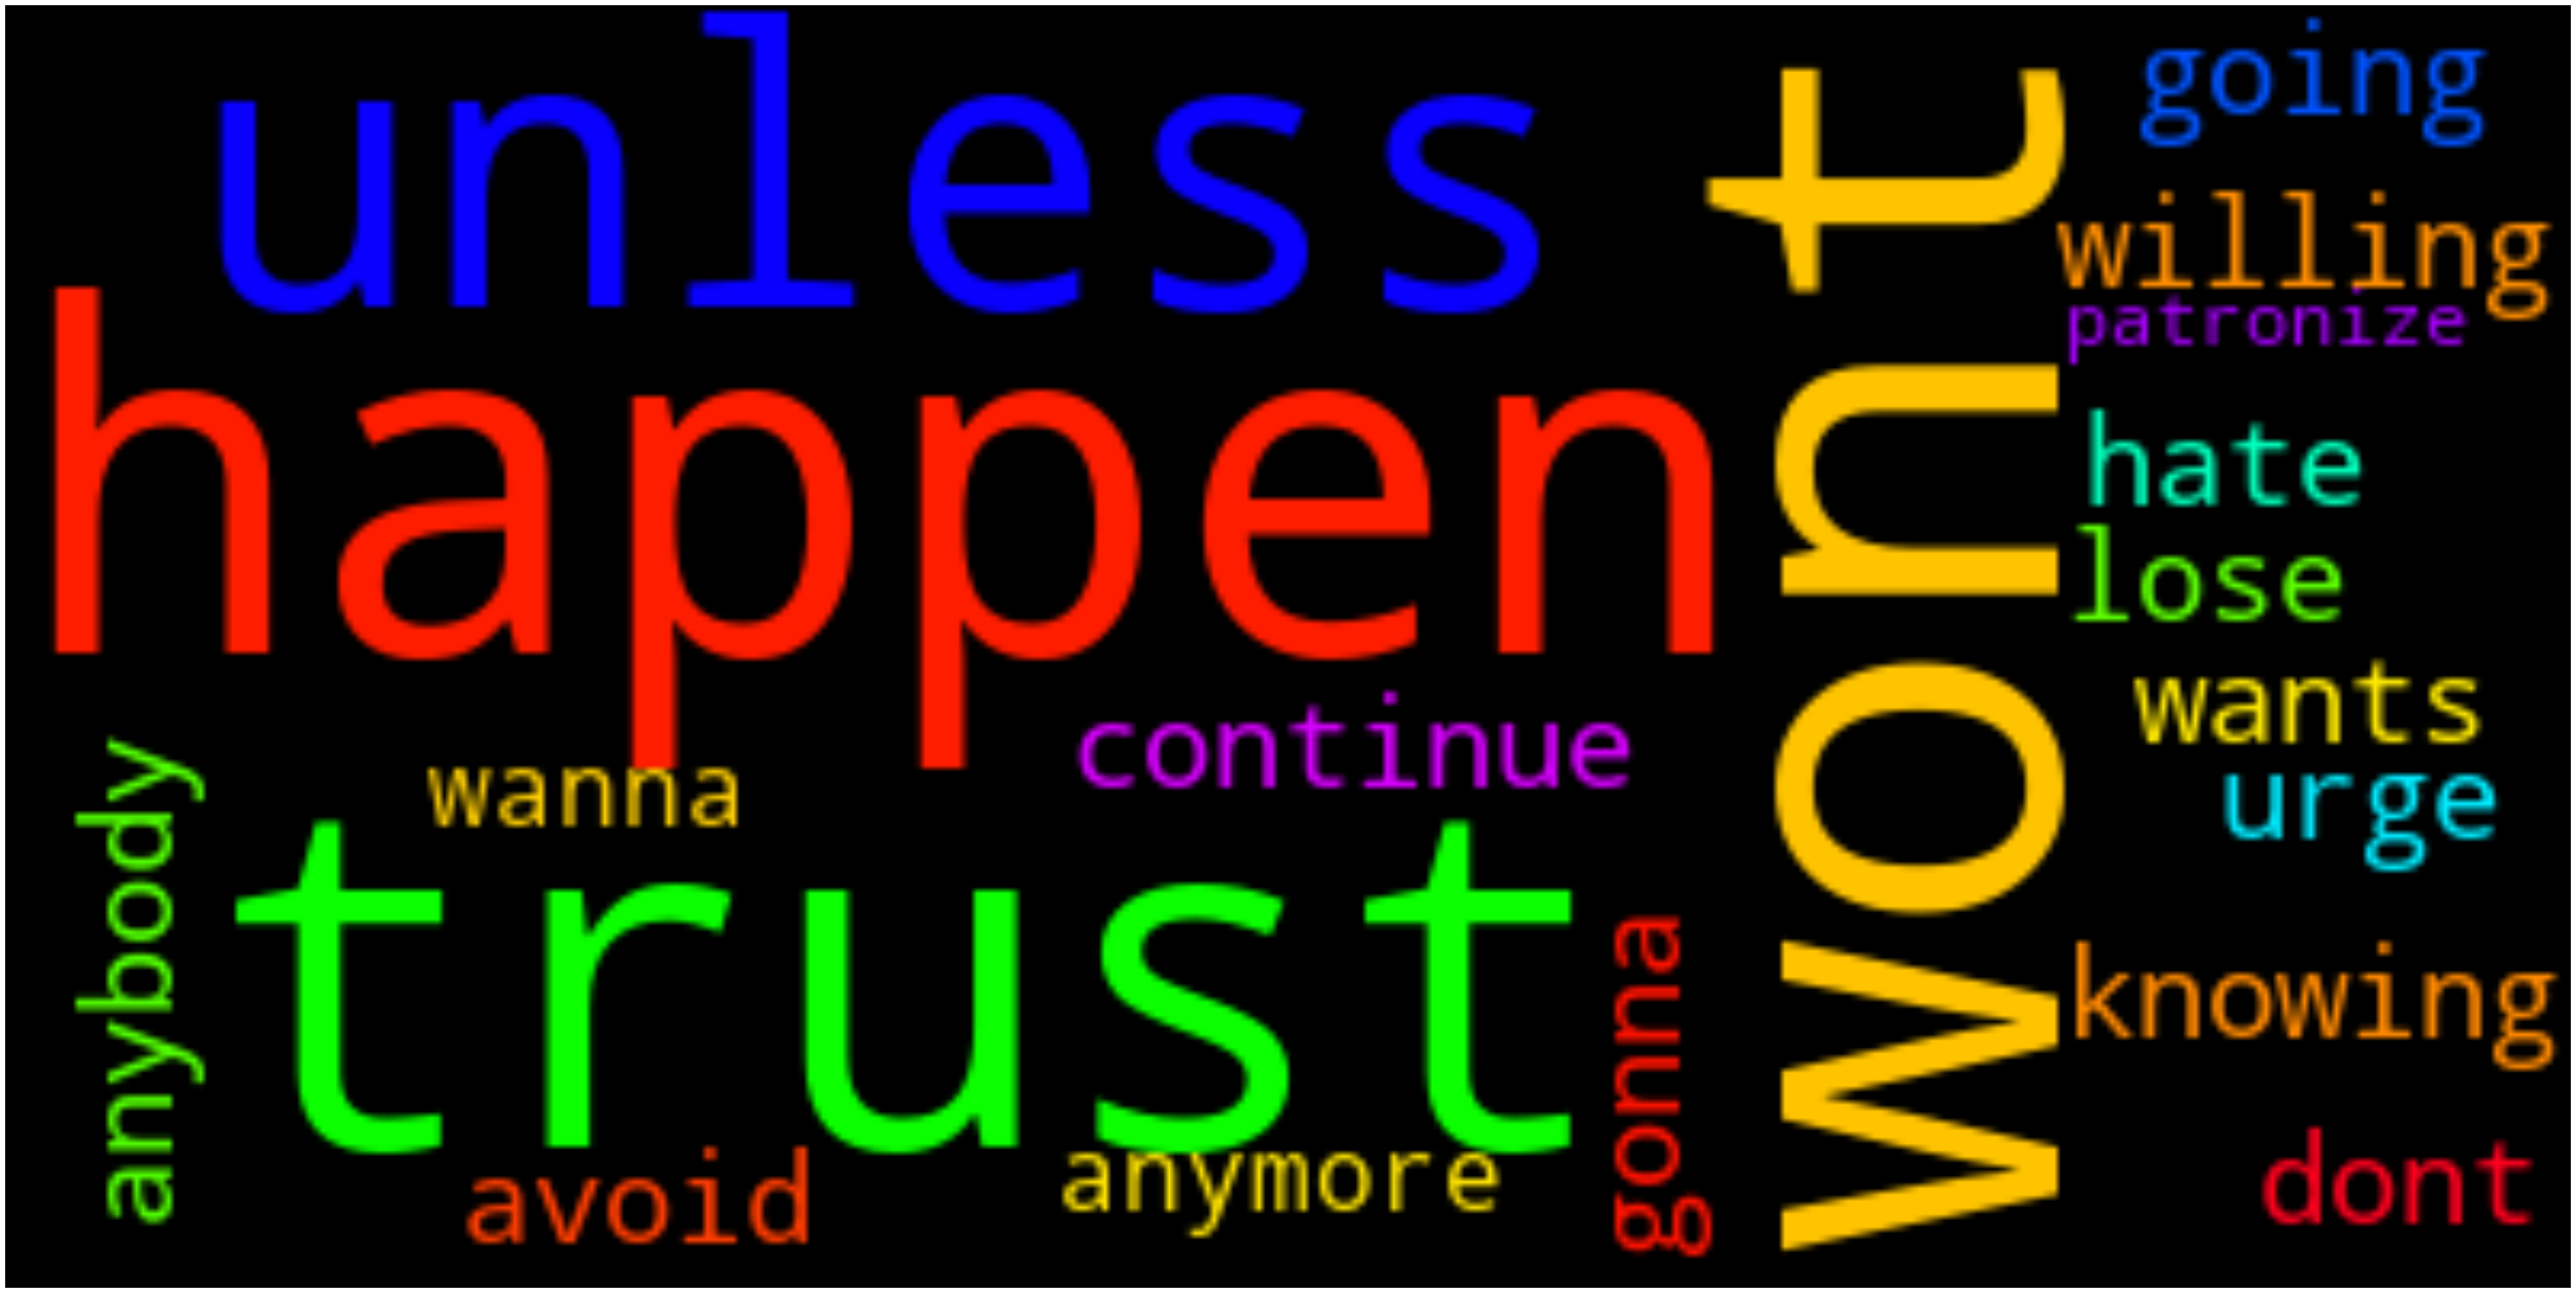 unless
going
willing
patronize
happen
wont
hate
lose
wants
continue
wanna
urge
anybody
trust
gonna
knowing
avoid
anymore
dont